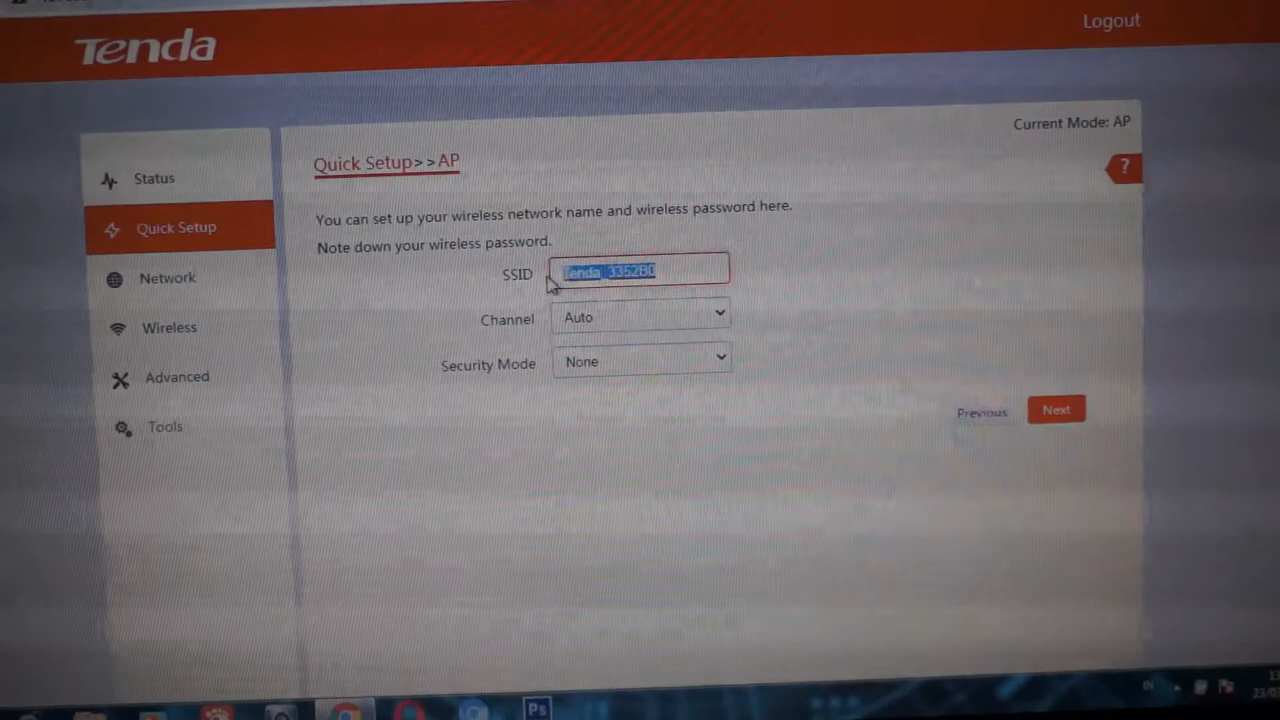 Logout
Tenda
Current Mode: AP
Quick Setup>>AP
?
Status
Quick Setup
Network
Wireless
Advanced
Tools
You can set up your wireless network name and wireless password here.
Note down your wireless password.
SSID Tenda_3352B0
Channel Auto
Security Mode None
Previous Next
Ps
IN